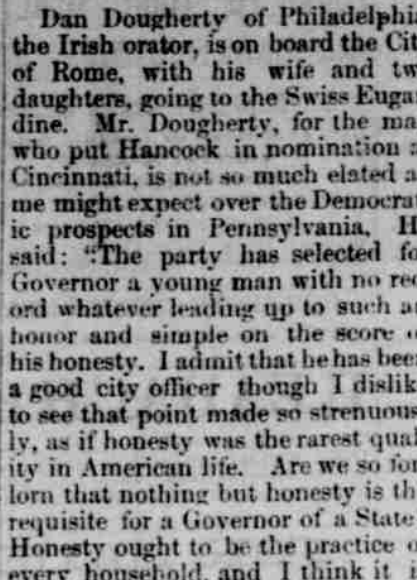 Dan Dougherty of Philadelphi
the Irish orator, is on board the Cit
of Rome, with his wife and tw
daughters, going to the Swiss Euga
dine. Mr. Dougherty, for the ma
who put Hancock in nomination a
Cincinnati, is not so much elated a
me might expect over the Democrat
ic prospects in Pennsylvania. H
said: "The party has selected fo
Governor a young man with no rec
ord whatever leading up to such a
honor and simple on the score o
his honesty. I admit that he has bee
a good city officer though I dislik
to see that point made so strenuous
ly, as if honesty was the rarest qual
ity in American life. Are we so for
lorn that nothing but honesty is th
requisite for a Governor of a State
Honesty ought to be the practice o
every household, and I think it